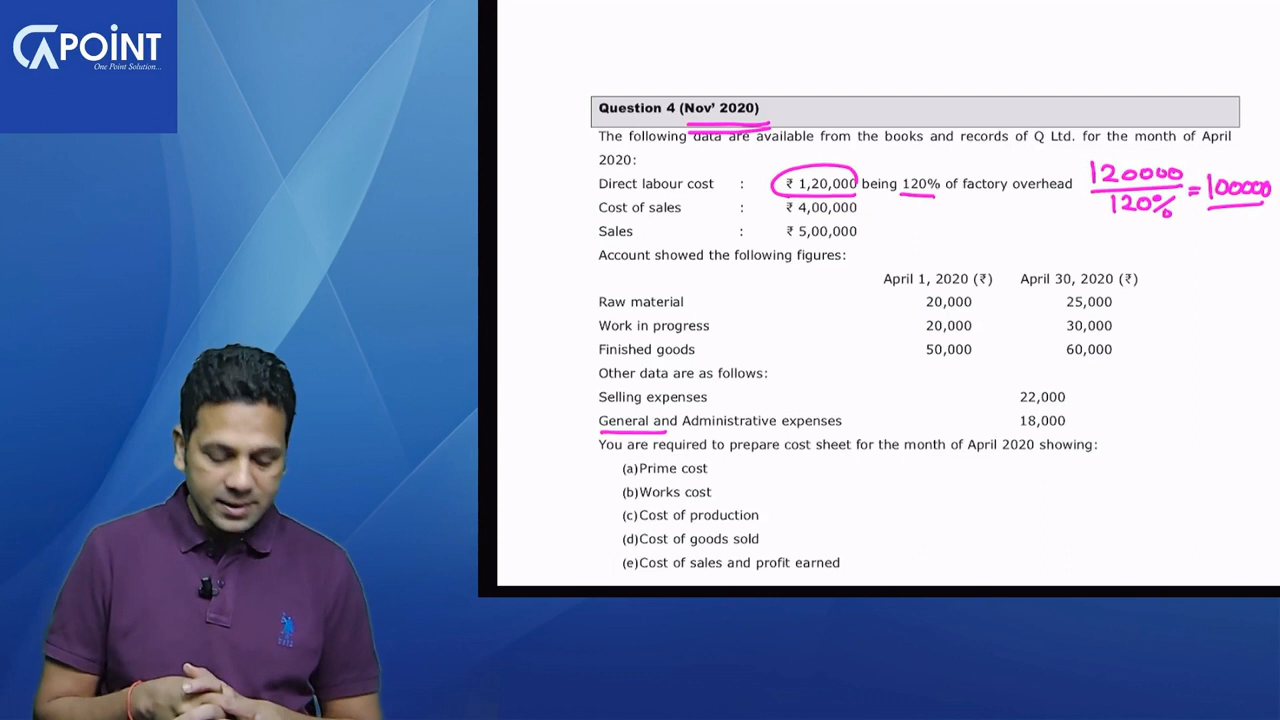 CAPOINT
One Point Solution...
Question 4 (Nov' 2020)
The following data are available from the books and records of Q Ltd. for the month of April
2020:
Direct labour cost : ₹ 1,20,000 being 120% of factory overhead
120000
120%
= 100000
Cost of sales : ₹ 4,00,000
Sales : ₹ 5,00,000
Account showed the following figures:
April 1, 2020 (₹) April 30, 2020 (₹)
Raw material 20,000 25,000
Work in progress 20,000 30,000
Finished goods 50,000 60,000
Other data are as follows:
Selling expenses 22,000
General and Administrative expenses 18,000
You are required to prepare cost sheet for the month of April 2020 showing:
(a)Prime cost
(b)Works cost
(c)Cost of production
(d)Cost of goods sold
(e)Cost of sales and profit earned